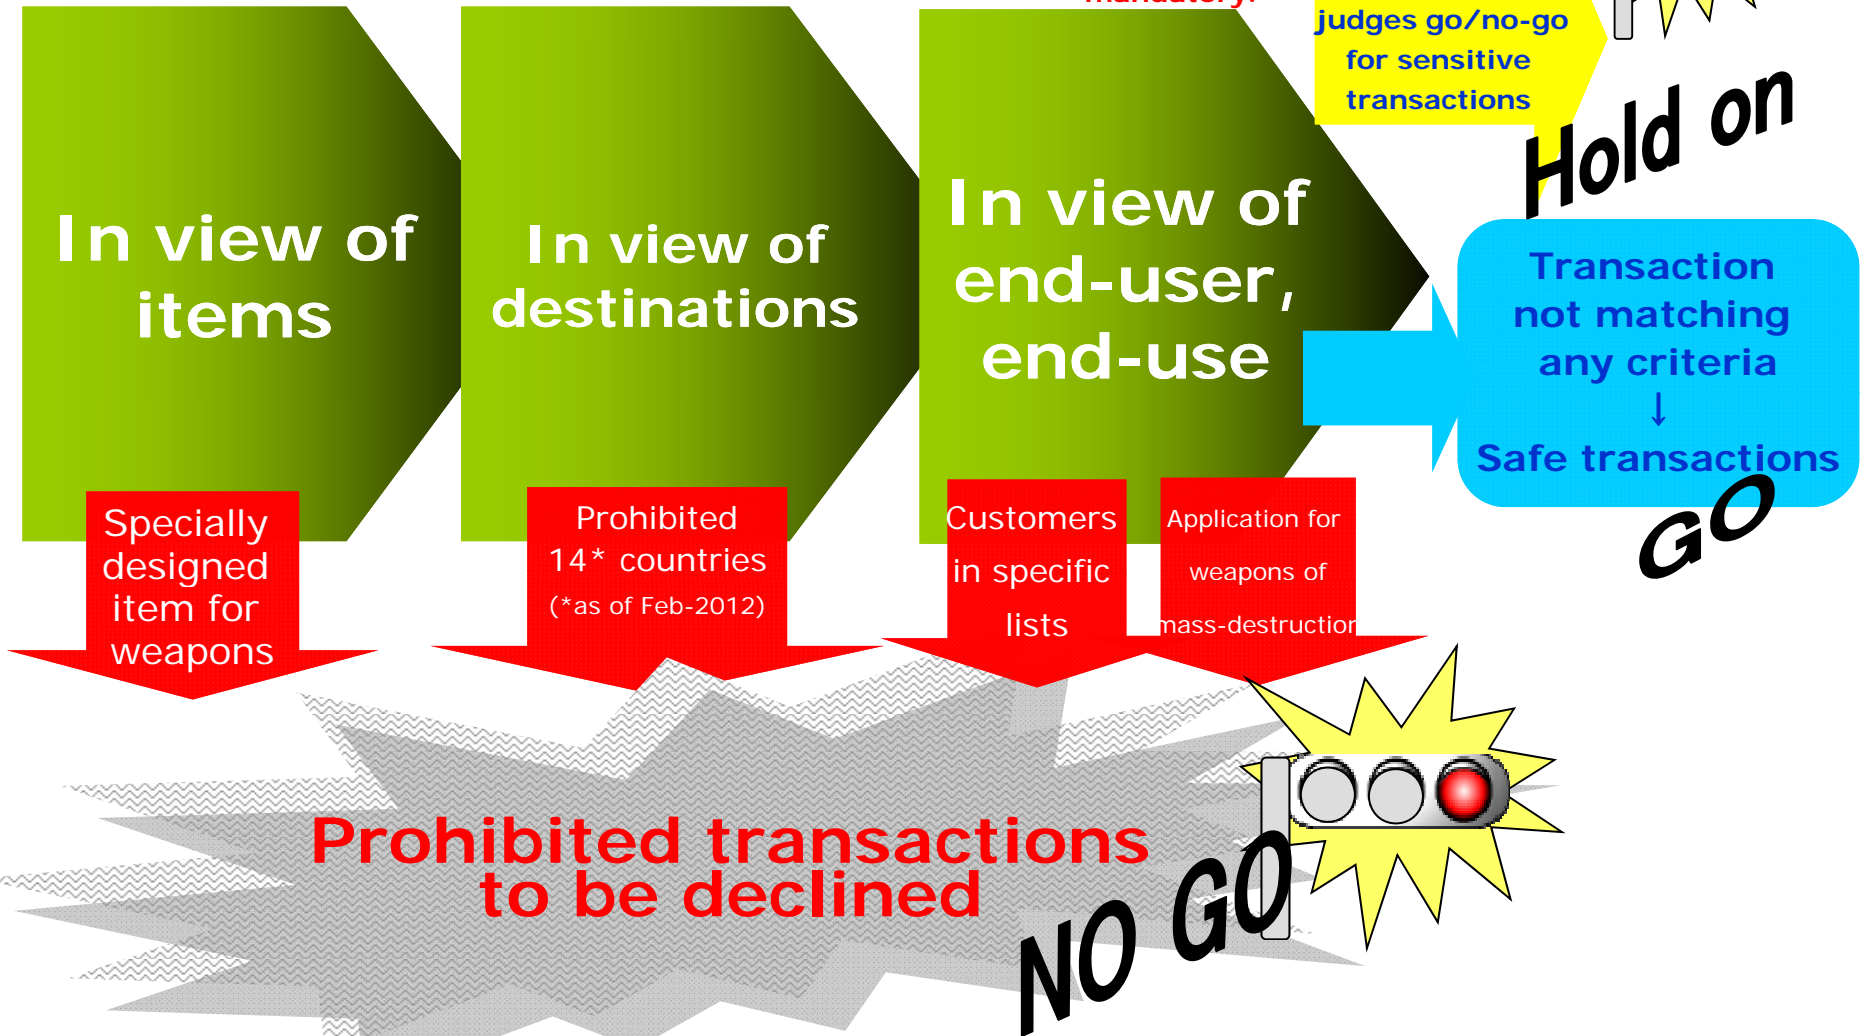 mandatory.
judges go/no-go
for sensitive
transactions
Hold on
In view of
items
In view of
destinations
In view of
end-user,
end-use
Transaction
not matching
any criteria
↓
Safe transactions
GO
Specially
designed
item for
weapons
Prohibited
14* countries
(*as of Feb-2012)
Customers
in specific
lists
Application for
weapons of
mass-destruction
Prohibited transactions
to be declined
NO GO